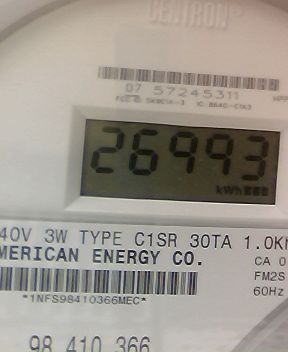 CENTRON
07 57245311
26993
kWh
40V 3W TYPE C1SR 30TA 1.0Kh
MERICAN ENERGY CO.
CA 0
FM2S
60Hz
*1NFS98410366MEC*
98 410 366